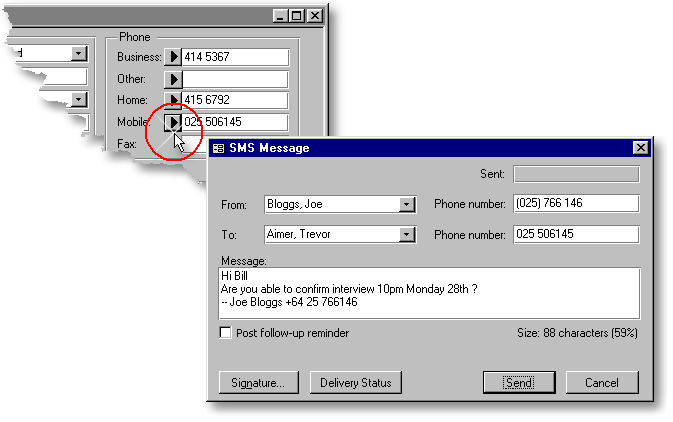 Phone
Business: 414 5367
Other:
Home: 415 6792
Mobile: 025 506145
Fax:
SMS Message
Sent:
From: Bloggs, Joe Phone number: (025) 766 146
To: Aimer, Trevor Phone number: 025 506145
Message:
Hi Bill
Are you able to confirm interview 10pm Monday 28th ?
-- Joe Bloggs +64 25 766146
Post follow-up reminder Size: 88 characters (59%)
Signature... Delivery Status Send Cancel